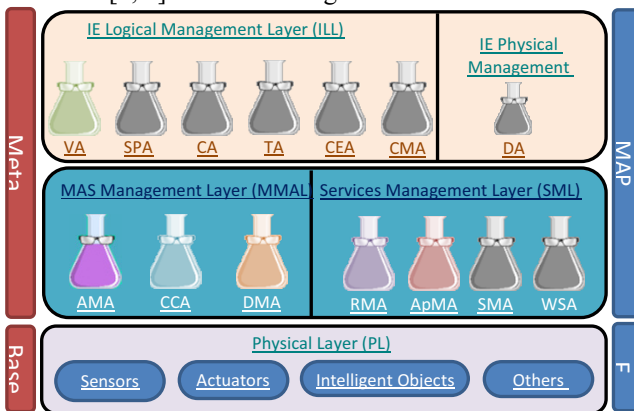 IE Logical Management Layer (ILL)
IE Physical
Management
VA
SPA
CA
TA
CEA
CMA
DA
Meta
MAP
MAS Management Layer (MMAL)
Services Management Layer (SML)
AMA
CCA
DMA
RMA
ApMA
SMA
WSA
Base
Physical Layer (PL)
Sensors
Actuators
Intelligent Objects
Others